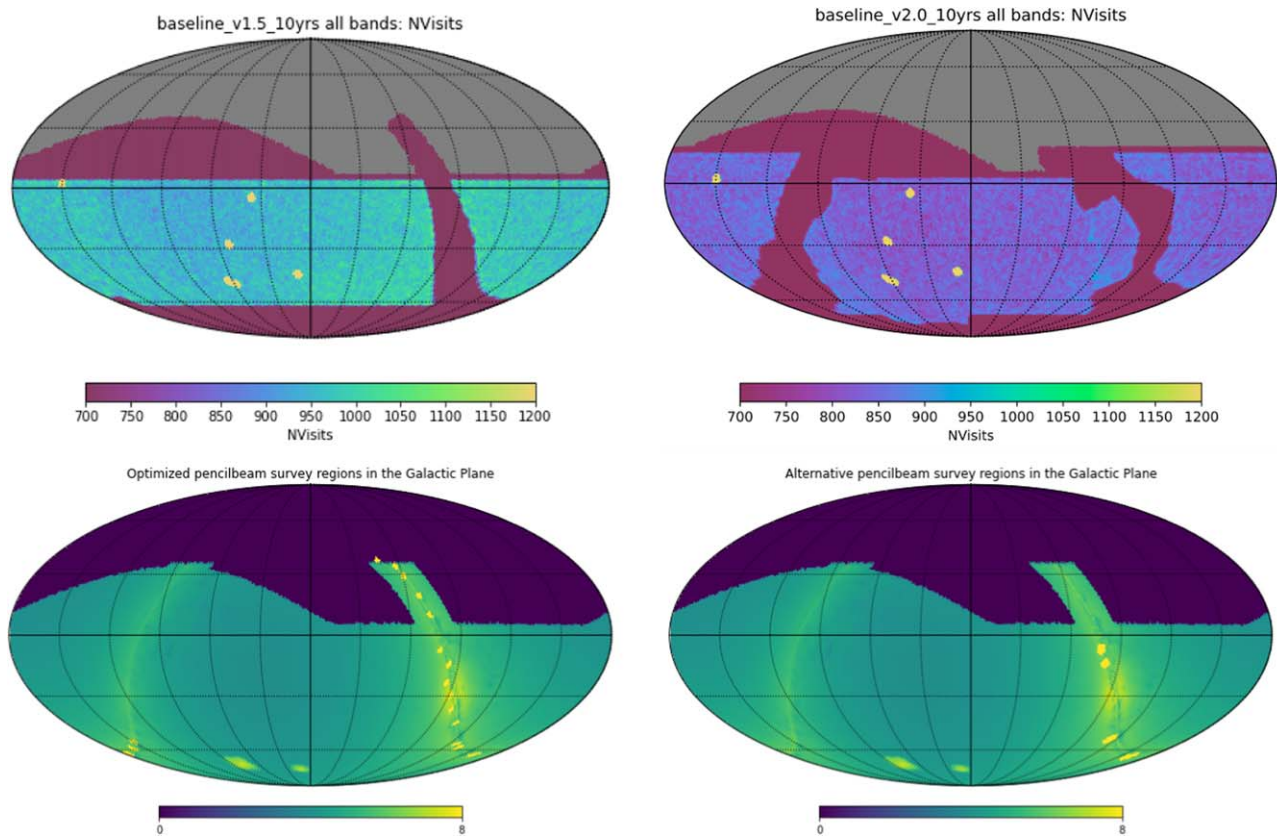 baseline_v1.5_10yrs all bands: NVisits
baseline_v2.0_10yrs all bands: NVisits
700 750 800 850 900 950 1000 1050 1100 1150 1200
NVisits
700 750 800 850 900 950 1000 1050 1100 1150 1200
NVisits
Optimized pencilbeam survey regions in the Galactic Plane
Alternative pencilbeam survey regions in the Galactic Plane
0 8
0 8